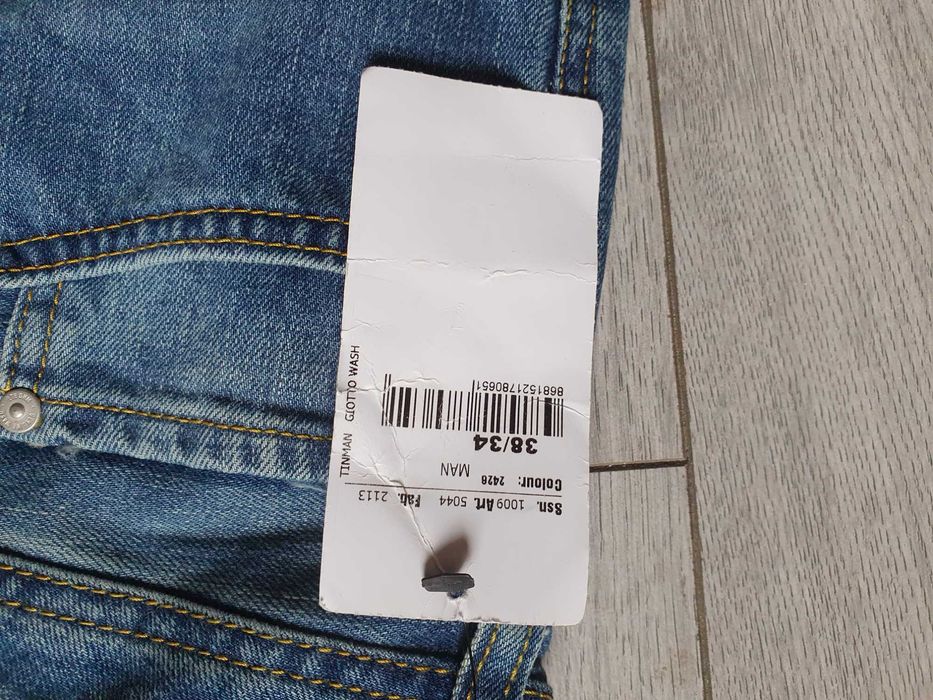 Ssn. 1009 Art. 5044 Fab. 2113
Colour: 2428 MAN
38/34
8681521780651
TINMAN GIOTTO WASH